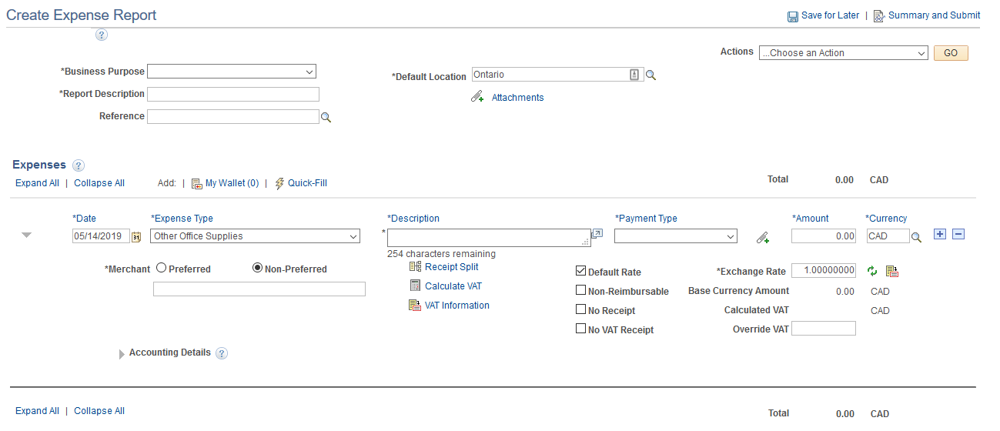 Create Expense Report
Save for Later | Summary and Submit
?
Actions ...Choose an Action GO
*Business Purpose
*Default Location Ontario
*Report Description
Attachments
Reference
Expenses ?
Expand All | Collapse All Add: | My Wallet (0) | Quick-Fill Total 0.00 CAD
*Date *Expense Type *Description *Payment Type *Amount *Currency
05/14/2019 31 Other Office Supplies * 0.00 CAD
254 characters remaining
*Merchant Preferred Non-Preferred Receipt Split Default Rate *Exchange Rate 1.00000000
Calculate VAT Non-Reimbursable Base Currency Amount 0.00 CAD
VAT Information No Receipt Calculated VAT CAD
No VAT Receipt Override VAT
Accounting Details ?
Expand All | Collapse All Total 0.00 CAD